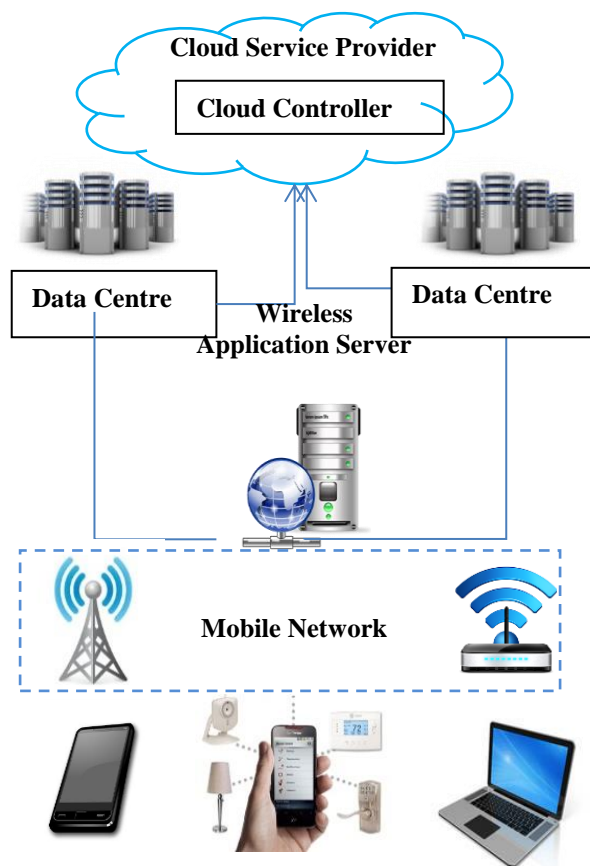 Cloud Service Provider
Cloud Controller
Data Centre
Data Centre
Wireless
Application Server
Mobile Network